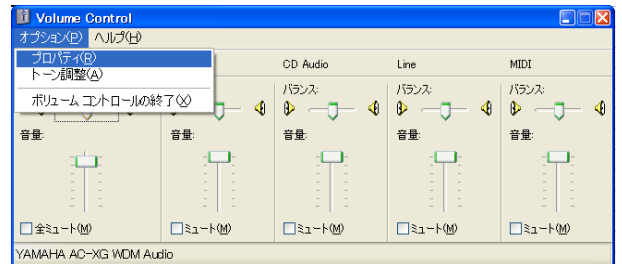 Volume Control
オプション(P) ヘルプ(H)
プロパティ(R)
トーン調整(A)
ボリューム コントロールの終了(X)
CD Audio Line MIDI
バランス: バランス: バランス:
音量: 音量: 音量: 音量: 音量:
全ミュート(M) ミュート(M) ミュート(M) ミュート(M) ミュート(M)
YAMAHA AC-XG WDM Audio